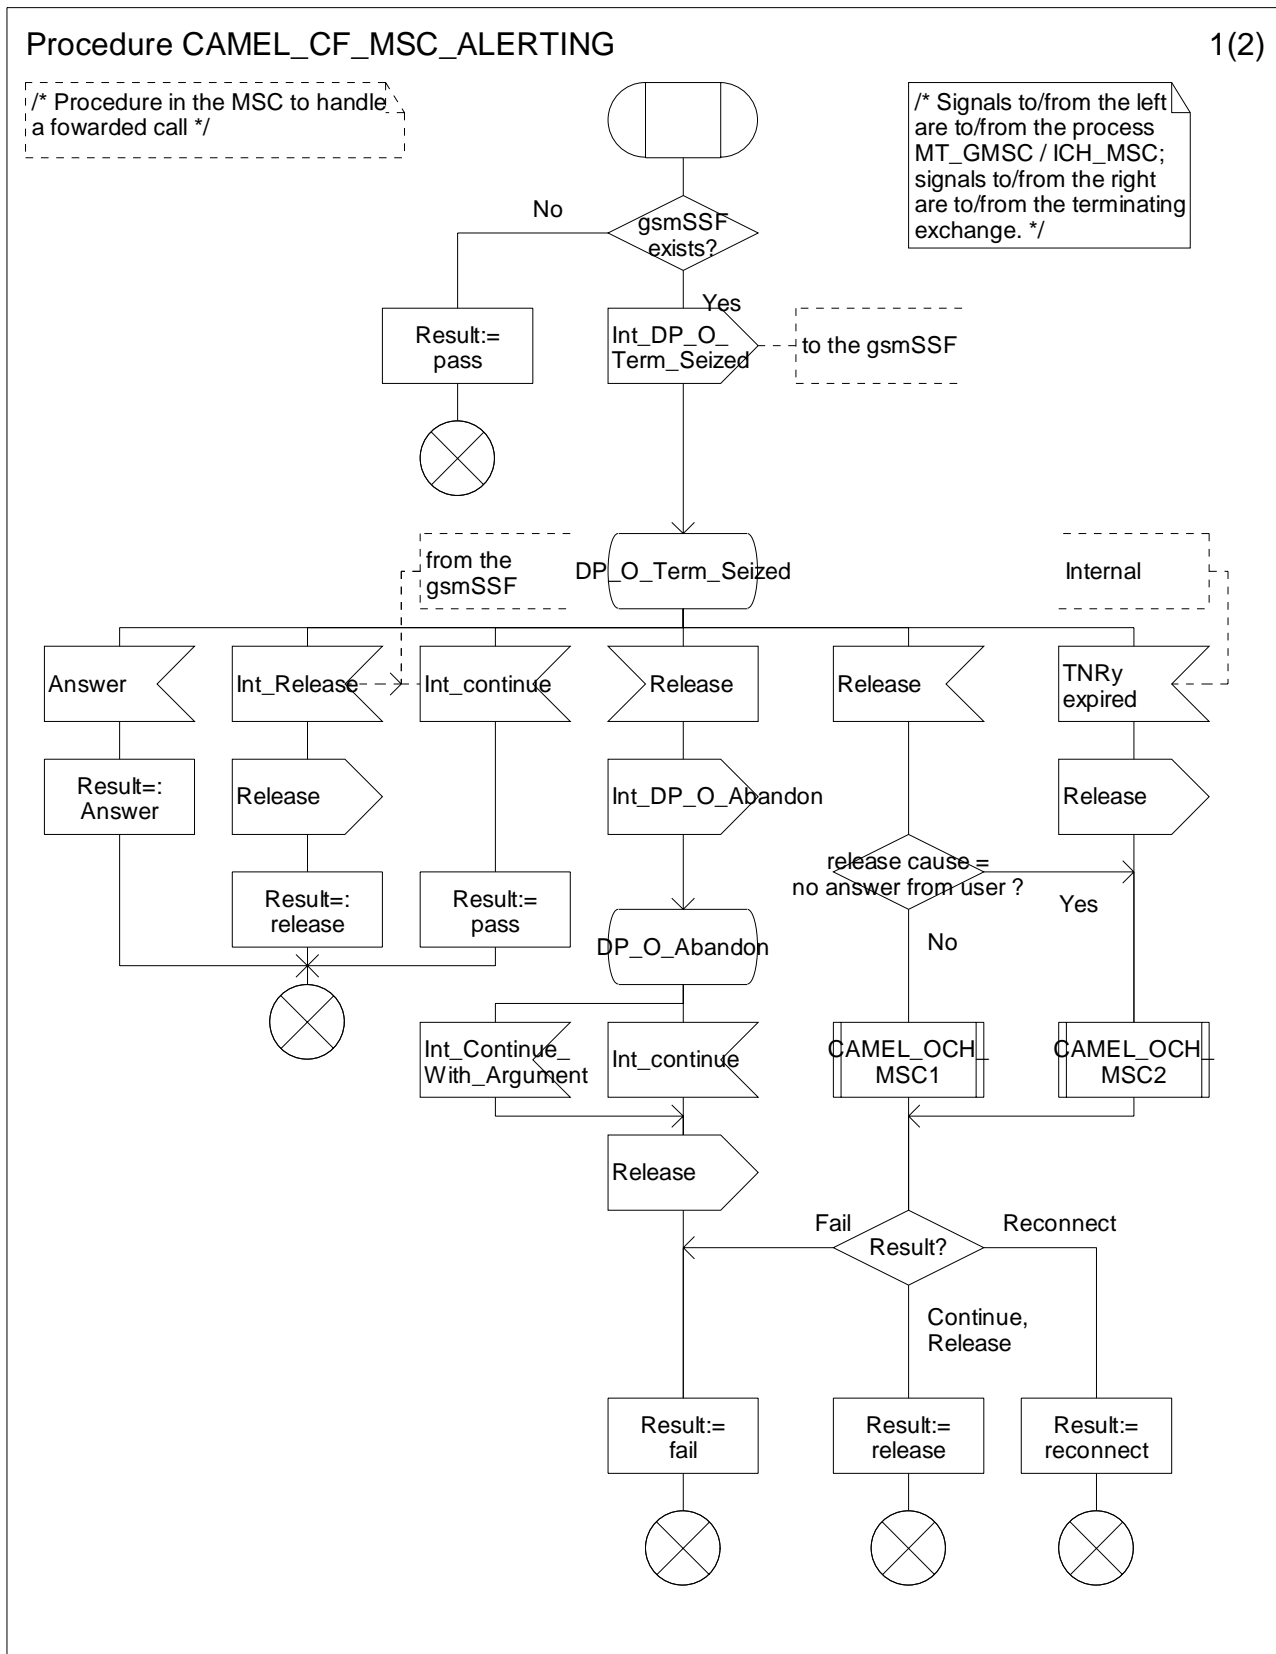 Procedure CAMEL_CF_MSC_ALERTING
1(2)
/* Procedure in the MSC to handle
a fowarded call */
/* Signals to/from the left
are to/from the process
MT_GMSC / ICH_MSC;
signals to/from the right
are to/from the terminating
exchange. */
No
gsmSSF
exists?
Yes
Result:=
pass
Int_DP_O_
Term_Seized
to the gsmSSF
from the
gsmSSF
DP_O_Term_Seized
Internal
Answer
Int_Release
Int_continue
Release
Release
TNRy
expired
Result=:
Answer
Release
Int_DP_O_Abandon
Release
release cause =
no answer from user ?
Yes
Result=:
release
Result:=
pass
DP_O_Abandon
No
Int_Continue_
With_Argument
Int_continue
CAMEL_OCH_
MSC1
CAMEL_OCH_
MSC2
Release
Fail
Result?
Reconnect
Continue,
Release
Result:=
fail
Result:=
release
Result:=
reconnect